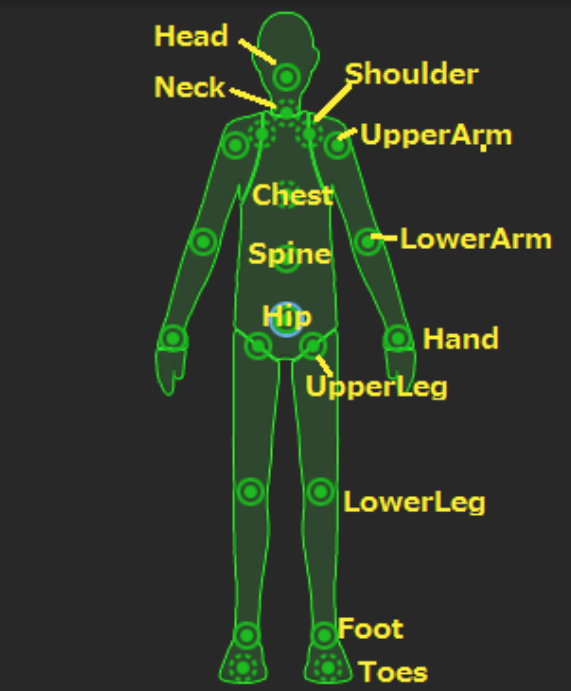 Head
Neck
Shoulder
UpperArm
Chest
LowerArm
Spine
Hip
Hand
UpperLeg
LowerLeg
Foot
Toes